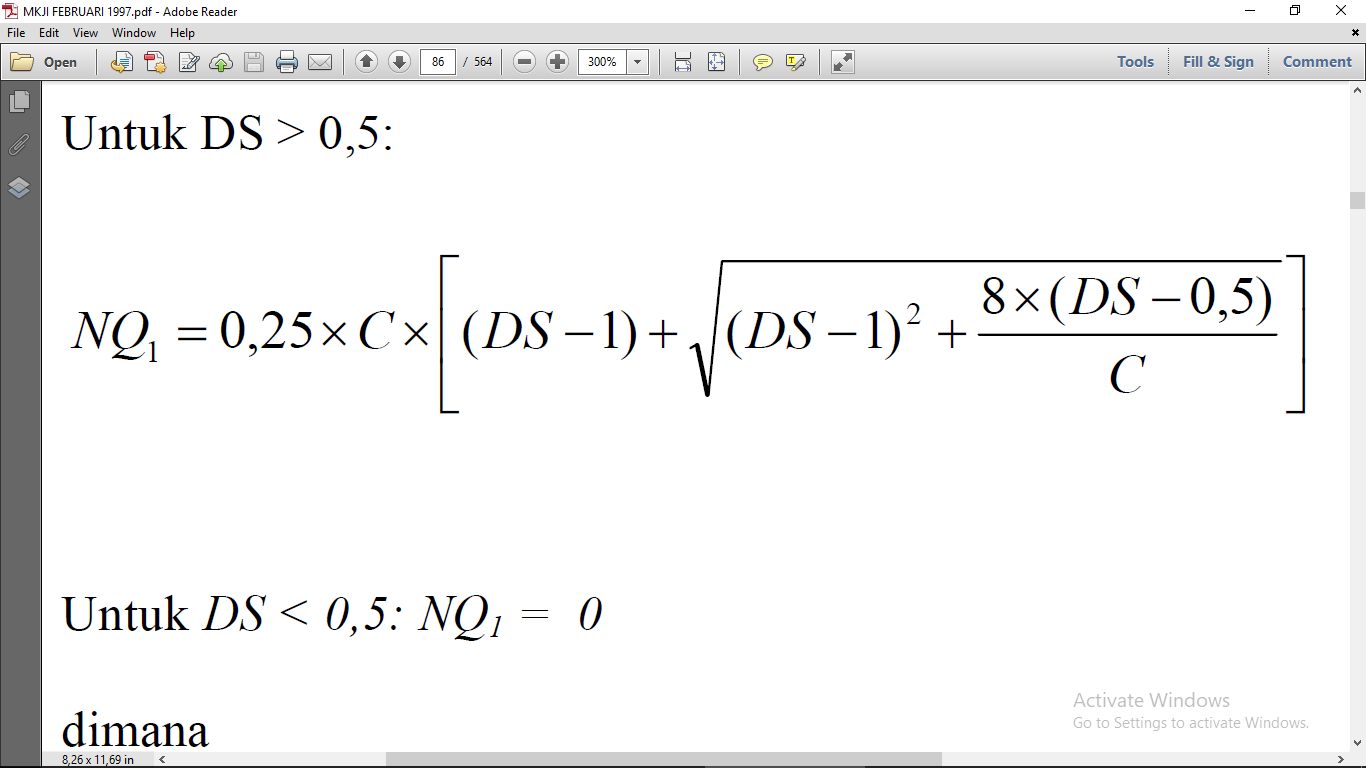 MKJI FEBRUARI 1997.pdf - Adobe Reader
File Edit View Window Help
Open 86 / 564 300% Tools Fill & Sign Comment
Untuk DS > 0,5:
NQ₁ = 0,25 × C × [(DS − 1) + √((DS − 1)² + (8 × (DS − 0,5)) / C)]
Untuk DS < 0,5: NQ₁ = 0
dimana
Activate Windows
Go to Settings to activate Windows.
8,26 x 11,69 in